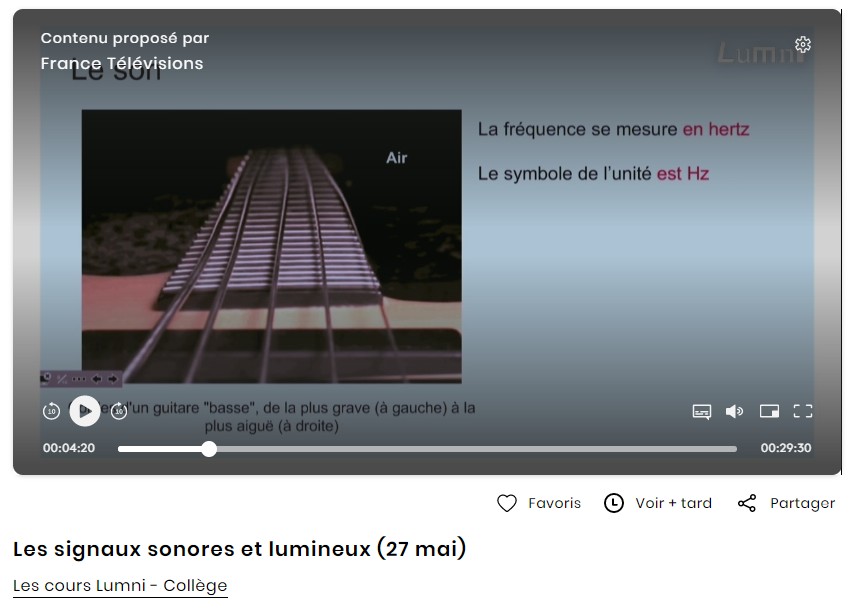 Contenu proposé par
France Télévisions
Le son
Lumni
La fréquence se mesure en hertz
Air
Le symbole de l'unité est Hz
d'un guitare "basse", de la plus grave (à gauche) à la
plus aiguë (à droite)
10
10
00:04:20
00:29:30
Favoris
Voir + tard
Partager
Les signaux sonores et lumineux (27 mai)
Les cours Lumni - Collège